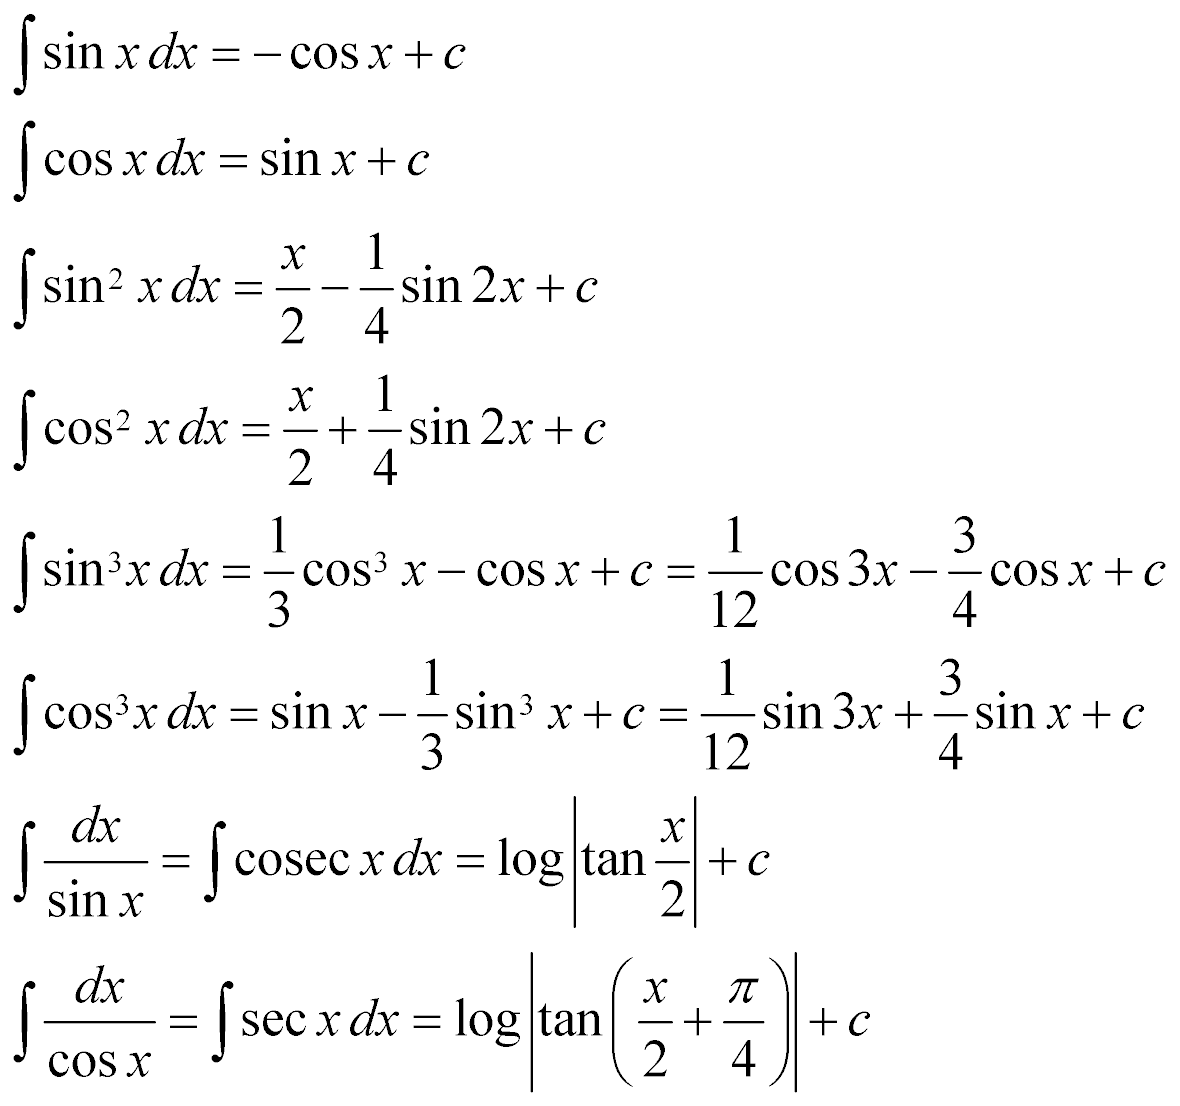 ∫ sin x dx = − cos x + c
∫ cos x dx = sin x + c
∫ sin² x dx = x/2 − 1/4 sin 2x + c
∫ cos² x dx = x/2 + 1/4 sin 2x + c
∫ sin³x dx = 1/3 cos³ x − cos x + c = 1/12 cos 3x − 3/4 cos x + c
∫ cos³x dx = sin x − 1/3 sin³ x + c = 1/12 sin 3x + 3/4 sin x + c
∫ dx/sin x = ∫ cosec x dx = log |tan x/2| + c
∫ dx/cos x = ∫ sec x dx = log |tan (x/2 + π/4)| + c